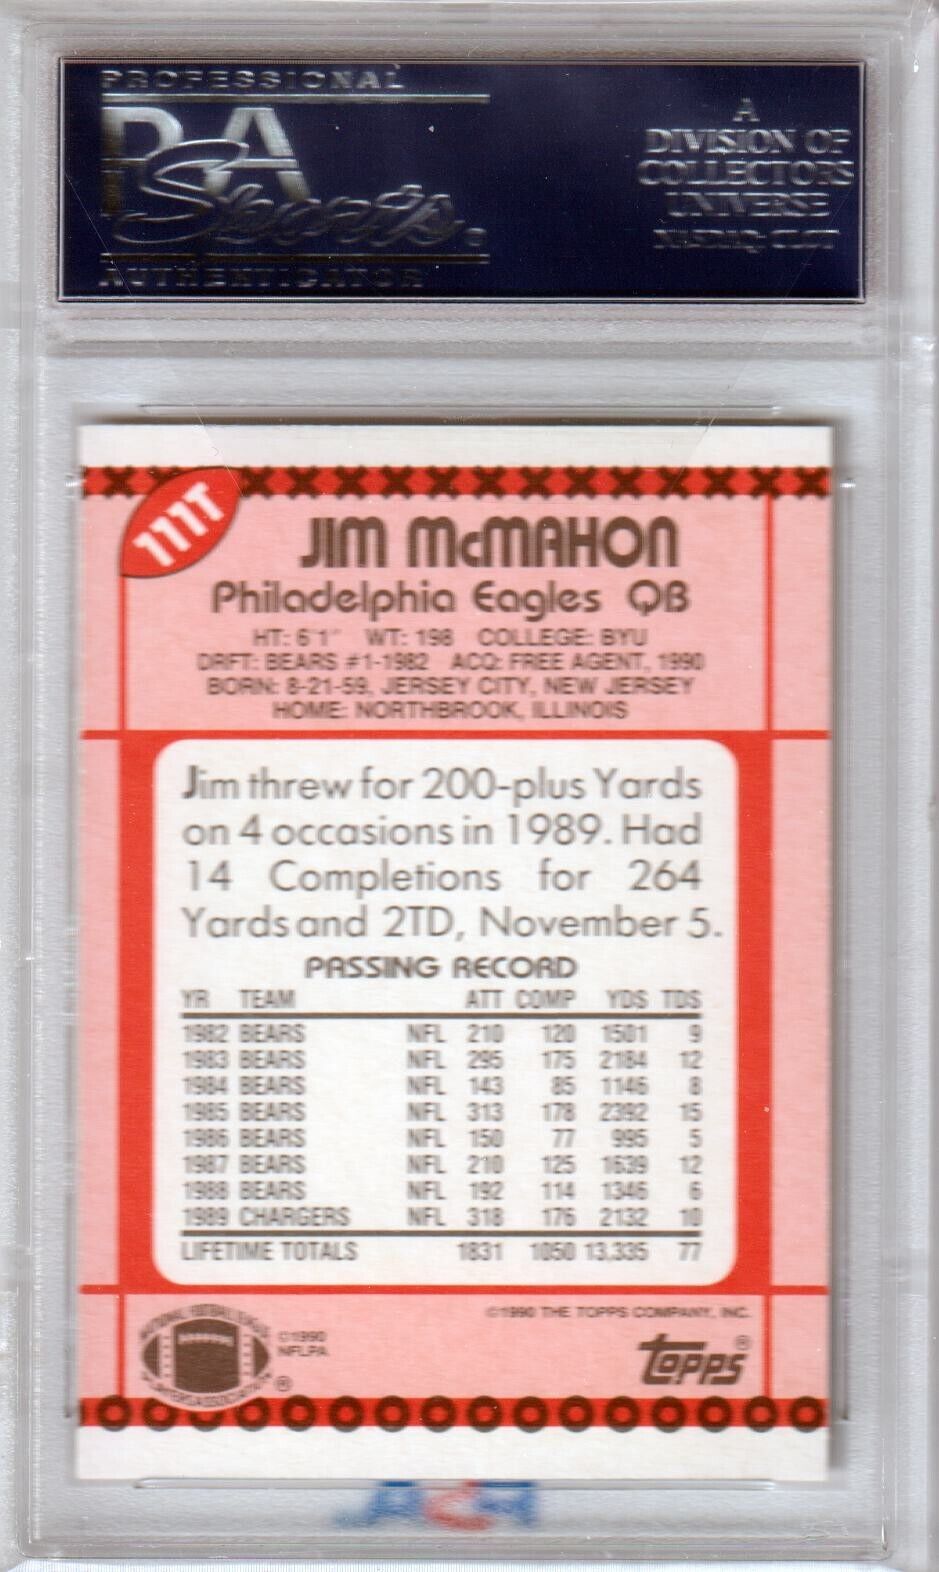 PROFESSIONAL
PSA
Sports
AUTHENTICATOR
A
DIVISION OF
COLLECTORS
UNIVERSE
NASDAQ: CLCT
111T
JIM McMAHON
Philadelphia Eagles QB
HT: 6'1" WT: 198 COLLEGE: BYU
DRFT: BEARS #1-1982 ACQ: FREE AGENT, 1990
BORN: 8-21-59, JERSEY CITY, NEW JERSEY
HOME: NORTHBROOK, ILLINOIS
Jim threw for 200-plus Yards
on 4 occasions in 1989. Had
14 Completions for 264
Yards and 2TD, November 5.
PASSING RECORD
YR TEAM ATT COMP YDS TDS
1982 BEARS NFL 210 120 1501 9
1983 BEARS NFL 295 175 2184 12
1984 BEARS NFL 143 85 1146 8
1985 BEARS NFL 313 178 2392 15
1986 BEARS NFL 150 77 995 5
1987 BEARS NFL 210 125 1639 12
1988 BEARS NFL 192 114 1346 6
1989 CHARGERS NFL 318 176 2132 10
LIFETIME TOTALS 1831 1050 13,335 77
©1990 THE TOPPS COMPANY, INC.
NATIONAL FOOTBALL LEAGUE
PLAYERS ASSOCIATION
®
©1990
NFLPA
TOPPS®